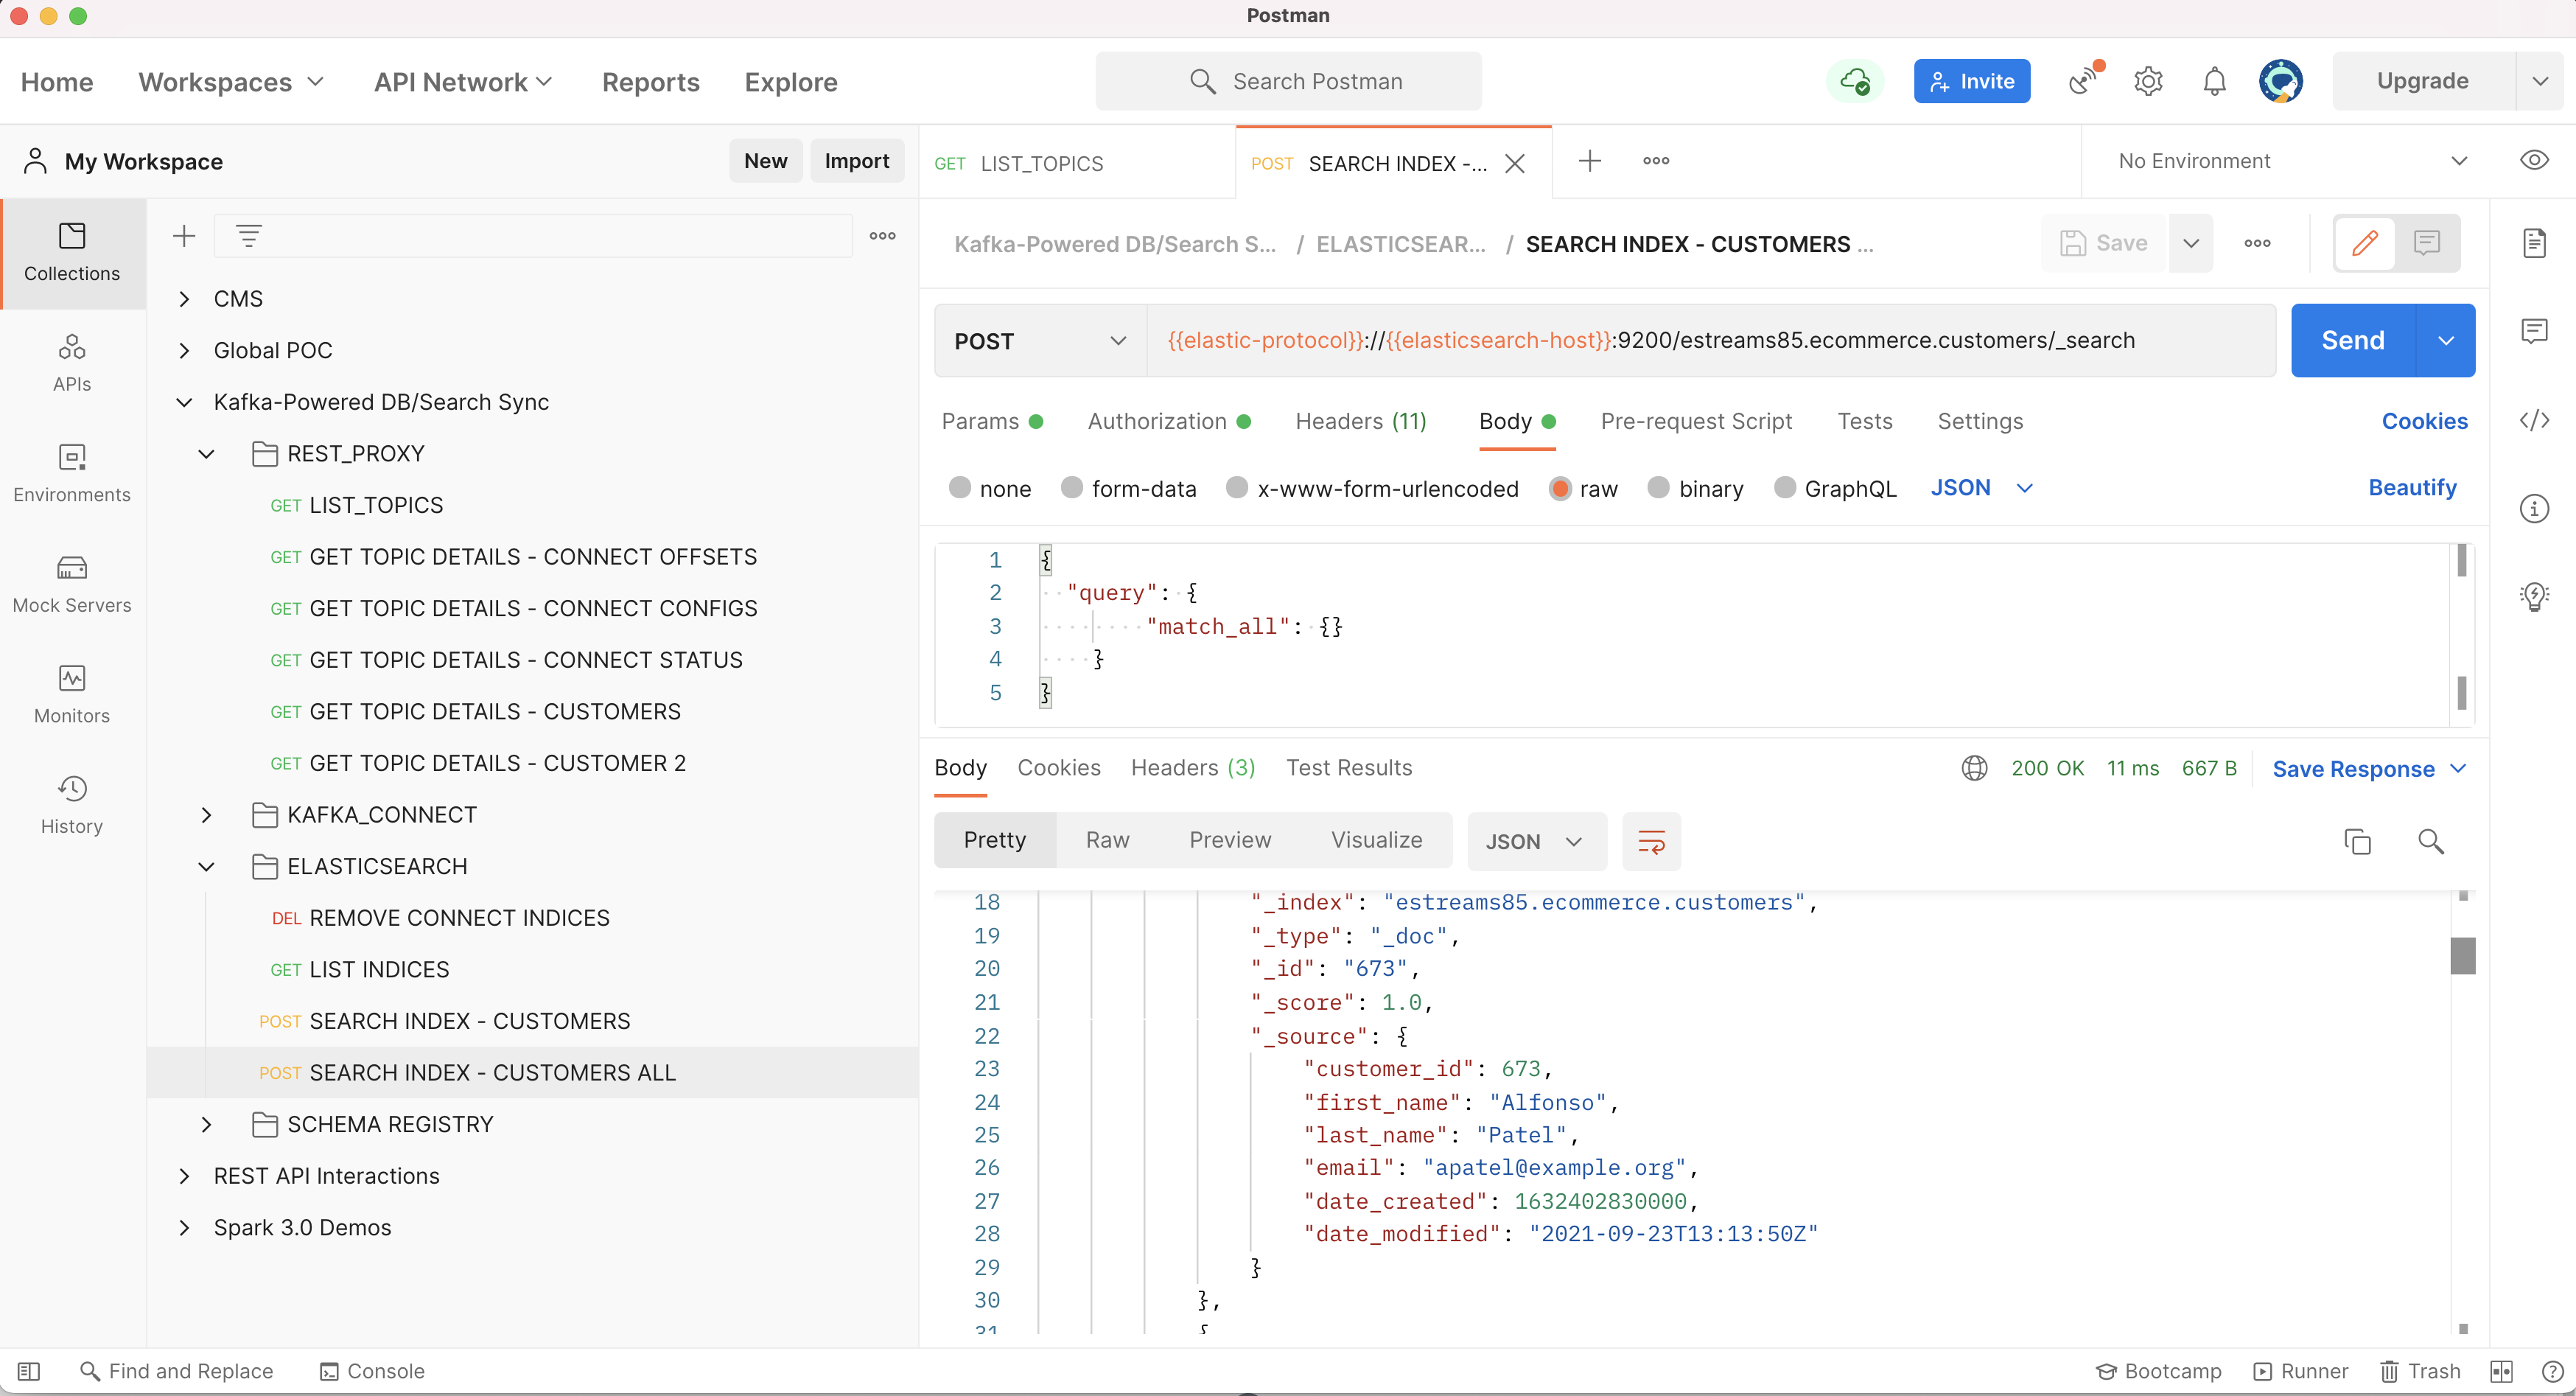 Postman
Home Workspaces API Network Reports Explore Search Postman Invite Upgrade
My Workspace New Import
GET LIST_TOPICS POST SEARCH INDEX -... No Environment
Collections
APIs
Environments
Mock Servers
Monitors
History
CMS
Global POC
Kafka-Powered DB/Search Sync
REST_PROXY
GET LIST_TOPICS
GET GET TOPIC DETAILS - CONNECT OFFSETS
GET GET TOPIC DETAILS - CONNECT CONFIGS
GET GET TOPIC DETAILS - CONNECT STATUS
GET GET TOPIC DETAILS - CUSTOMERS
GET GET TOPIC DETAILS - CUSTOMER 2
KAFKA_CONNECT
ELASTICSEARCH
DEL REMOVE CONNECT INDICES
GET LIST INDICES
POST SEARCH INDEX - CUSTOMERS
POST SEARCH INDEX - CUSTOMERS ALL
SCHEMA REGISTRY
REST API Interactions
Spark 3.0 Demos
Kafka-Powered DB/Search S... / ELASTICSEAR... / SEARCH INDEX - CUSTOMERS ... Save
POST {{elastic-protocol}}://{{elasticsearch-host}}:9200/estreams85.ecommerce.customers/_search Send
Params Authorization Headers (11) Body Pre-request Script Tests Settings Cookies
none form-data x-www-form-urlencoded raw binary GraphQL JSON Beautify
1 {
2 "query": {
3 "match_all": {}
4 }
5 }
Body Cookies Headers (3) Test Results 200 OK 11 ms 667 B Save Response
Pretty Raw Preview Visualize JSON
18 "_index": "estreams85.ecommerce.customers",
19 "_type": "_doc",
20 "_id": "673",
21 "_score": 1.0,
22 "_source": {
23 "customer_id": 673,
24 "first_name": "Alfonso",
25 "last_name": "Patel",
26 "email": "apatel@example.org",
27 "date_created": 1632402830000,
28 "date_modified": "2021-09-23T13:13:50Z"
29 }
30 },
31 {
Find and Replace Console Bootcamp Runner Trash